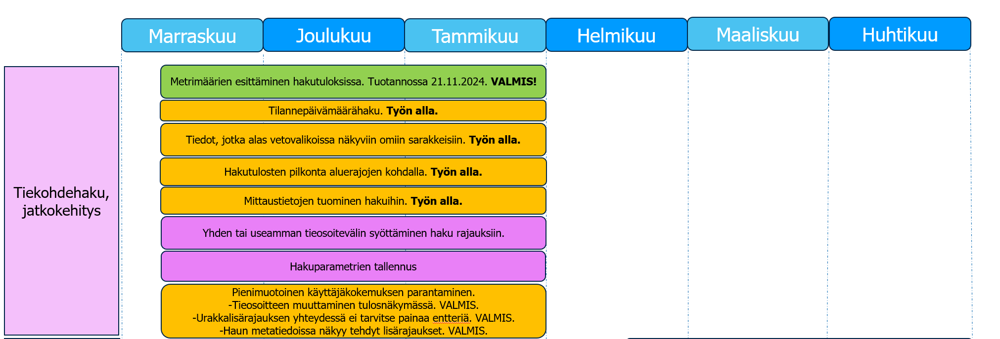 Marraskuu
Joulukuu
Tammikuu
Helmikuu
Maaliskuu
Huhtikuu
Tiekohdehaku,
jatkokehitys
Metrimäärien esittäminen hakutuloksissa. Tuotannossa 21.11.2024. VALMIS!
Tilannepäivämäärähaku. Työn alla.
Tiedot, jotka alas vetovalikoissa näkyviin omiin sarakkeisiin. Työn alla.
Hakutulosten pilkonta aluerajojen kohdalla. Työn alla.
Mittaustietojen tuominen hakuihin. Työn alla.
Yhden tai useamman tieosoitevälin syöttäminen haku rajauksiin.
Hakuparametrien tallennus
Pienimuotoinen käyttäjäkokemuksen parantaminen.
-Tieosoitteen muuttaminen tulosnäkymässä. VALMIS.
-Urakkalisärajauksen yhteydessä ei tarvitse painaa entteriä. VALMIS.
-Haun metatiedoissa näkyy tehdyt lisärajaukset. VALMIS.